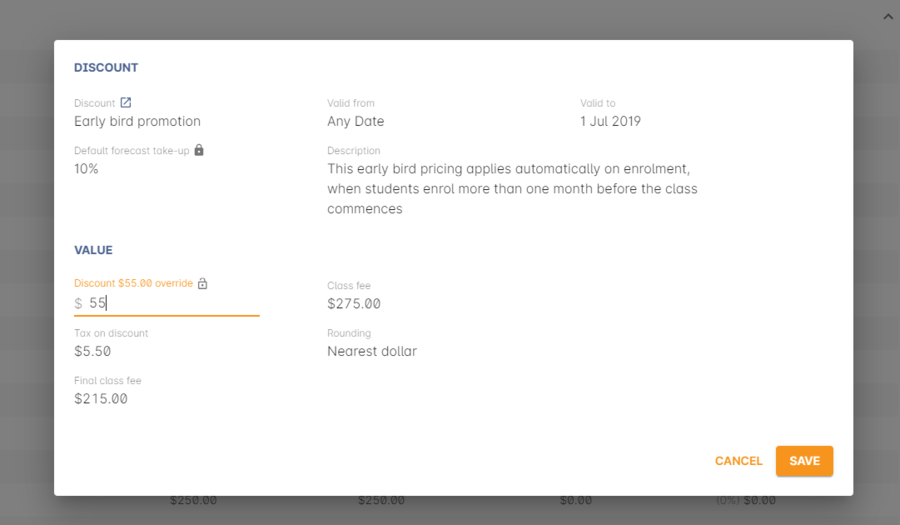 DISCOUNT
Discount
Valid from
Valid to
Early bird promotion
Any Date
1 Jul 2019
Default forecast take-up
Description
10%
This early bird pricing applies automatically on enrolment,
when students enrol more than one month before the class
commences
VALUE
Discount $55.00 override
Class fee
$ 55
$275.00
Tax on discount
Rounding
$5.50
Nearest dollar
Final class fee
$215.00
CANCEL
SAVE
$250.00
$250.00
$0.00
(0%) $0.00